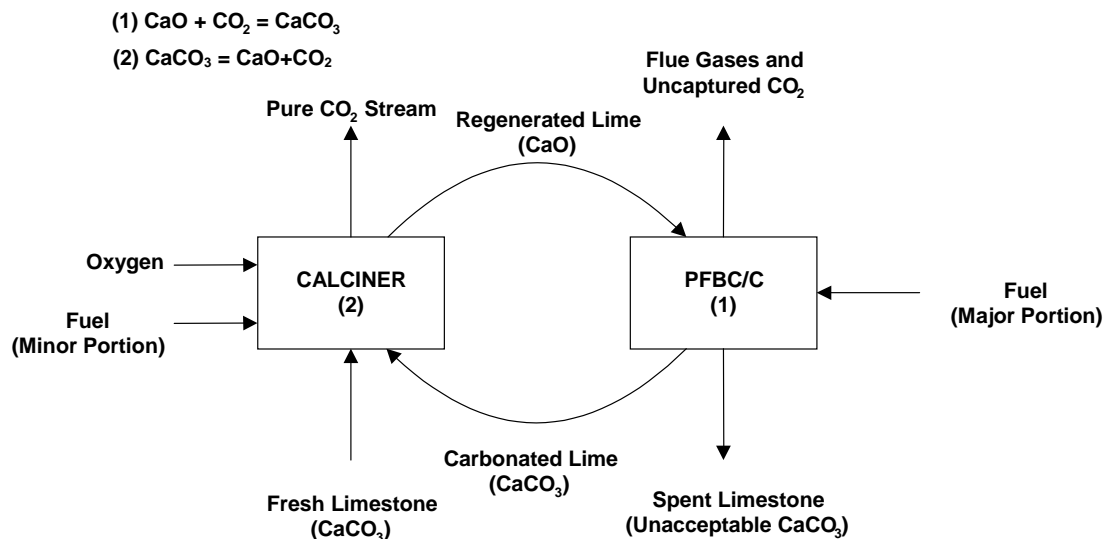 (1) CaO + CO₂ = CaCO₃
(2) CaCO₃ = CaO+CO₂
Flue Gases and
Uncaptured CO₂
Pure CO₂ Stream
Regenerated Lime
(CaO)
Oxygen
CALCINER
(2)
PFBC/C
(1)
Fuel
(Minor Portion)
Fuel
(Major Portion)
Carbonated Lime
(CaCO₃)
Fresh Limestone
(CaCO₃)
Spent Limestone
(Unacceptable CaCO₃)